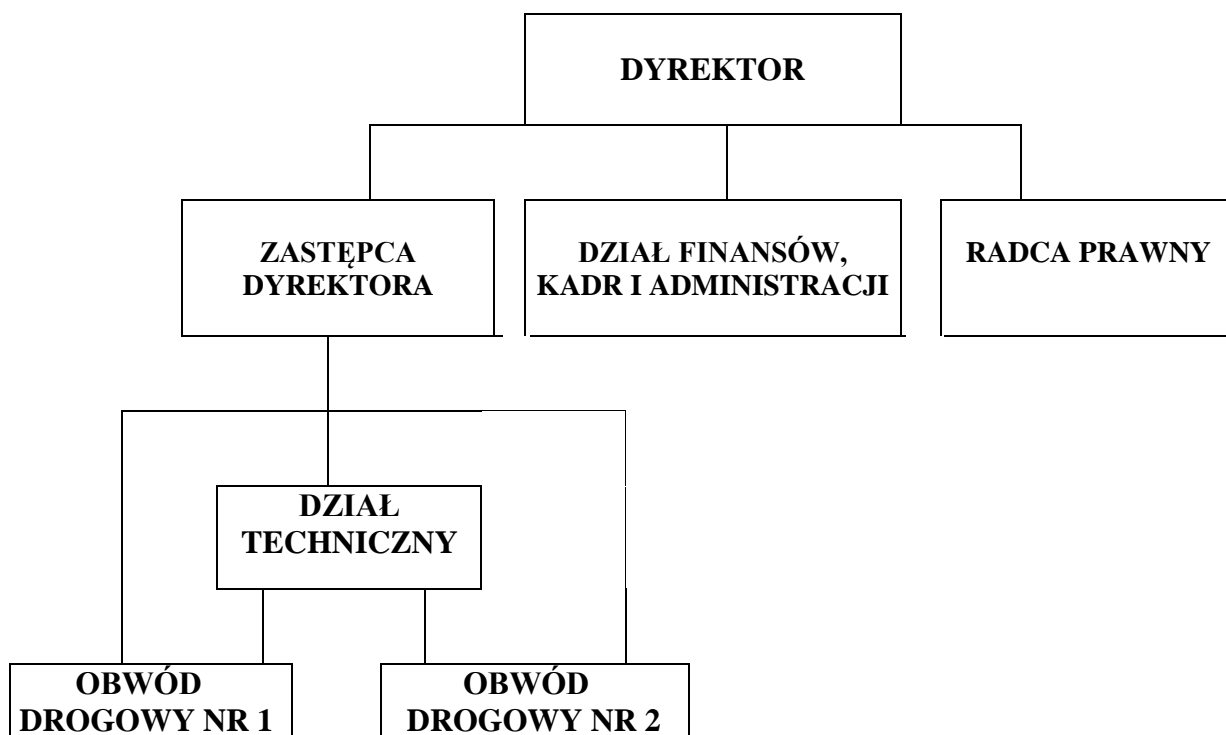 DYREKTOR
ZASTĘPCA
DYREKTORA
DZIAŁ FINANSÓW,
KADR I ADMINISTRACJI
RADCA PRAWNY
DZIAŁ
TECHNICZNY
OBWÓD
DROGOWY NR 1
OBWÓD
DROGOWY NR 2